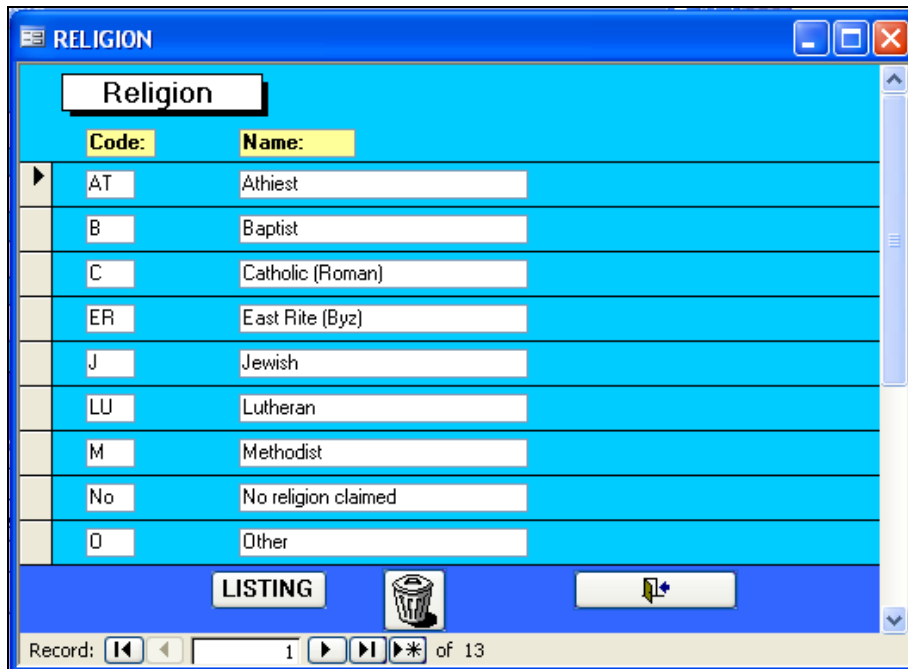 RELIGION
Religion
Code: Name:
AT Athiest
B Baptist
C Catholic (Roman)
ER East Rite (Byz)
J Jewish
LU Lutheran
M Methodist
No No religion claimed
O Other
LISTING
Record: 1 of 13